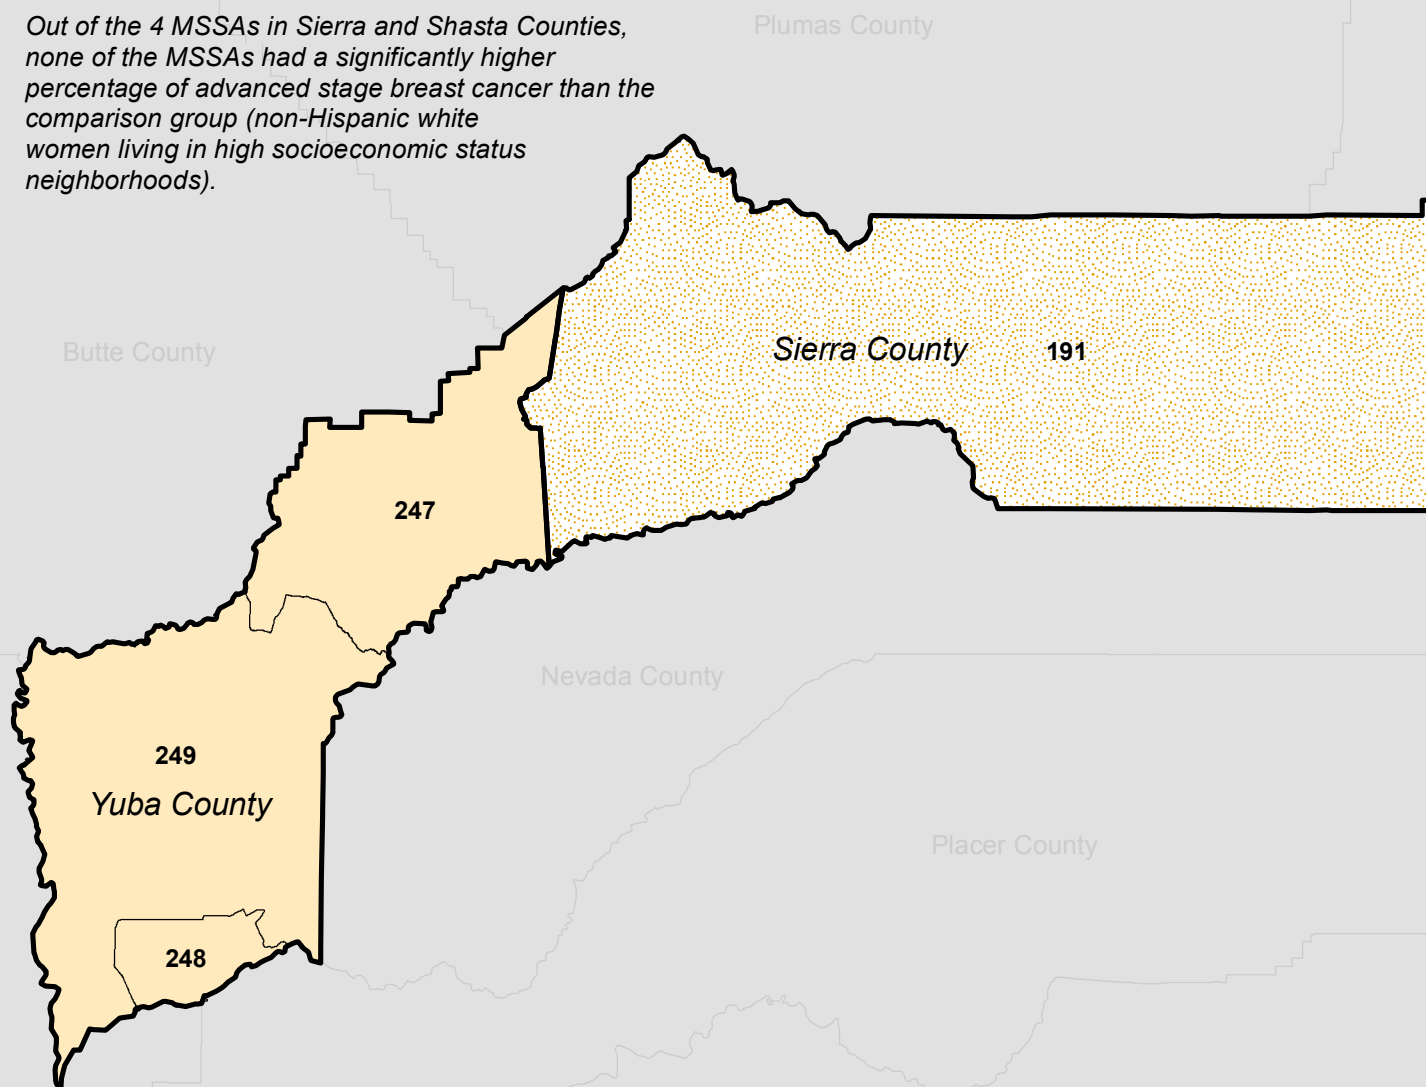 Out of the 4 MSSAs in Sierra and Shasta Counties,
none of the MSSAs had a significantly higher
percentage of advanced stage breast cancer than the
comparison group (non-Hispanic white
women living in high socioeconomic status
neighborhoods).
Plumas County
Butte County
Sierra County 191
247
Nevada County
249
Yuba County
Placer County
248